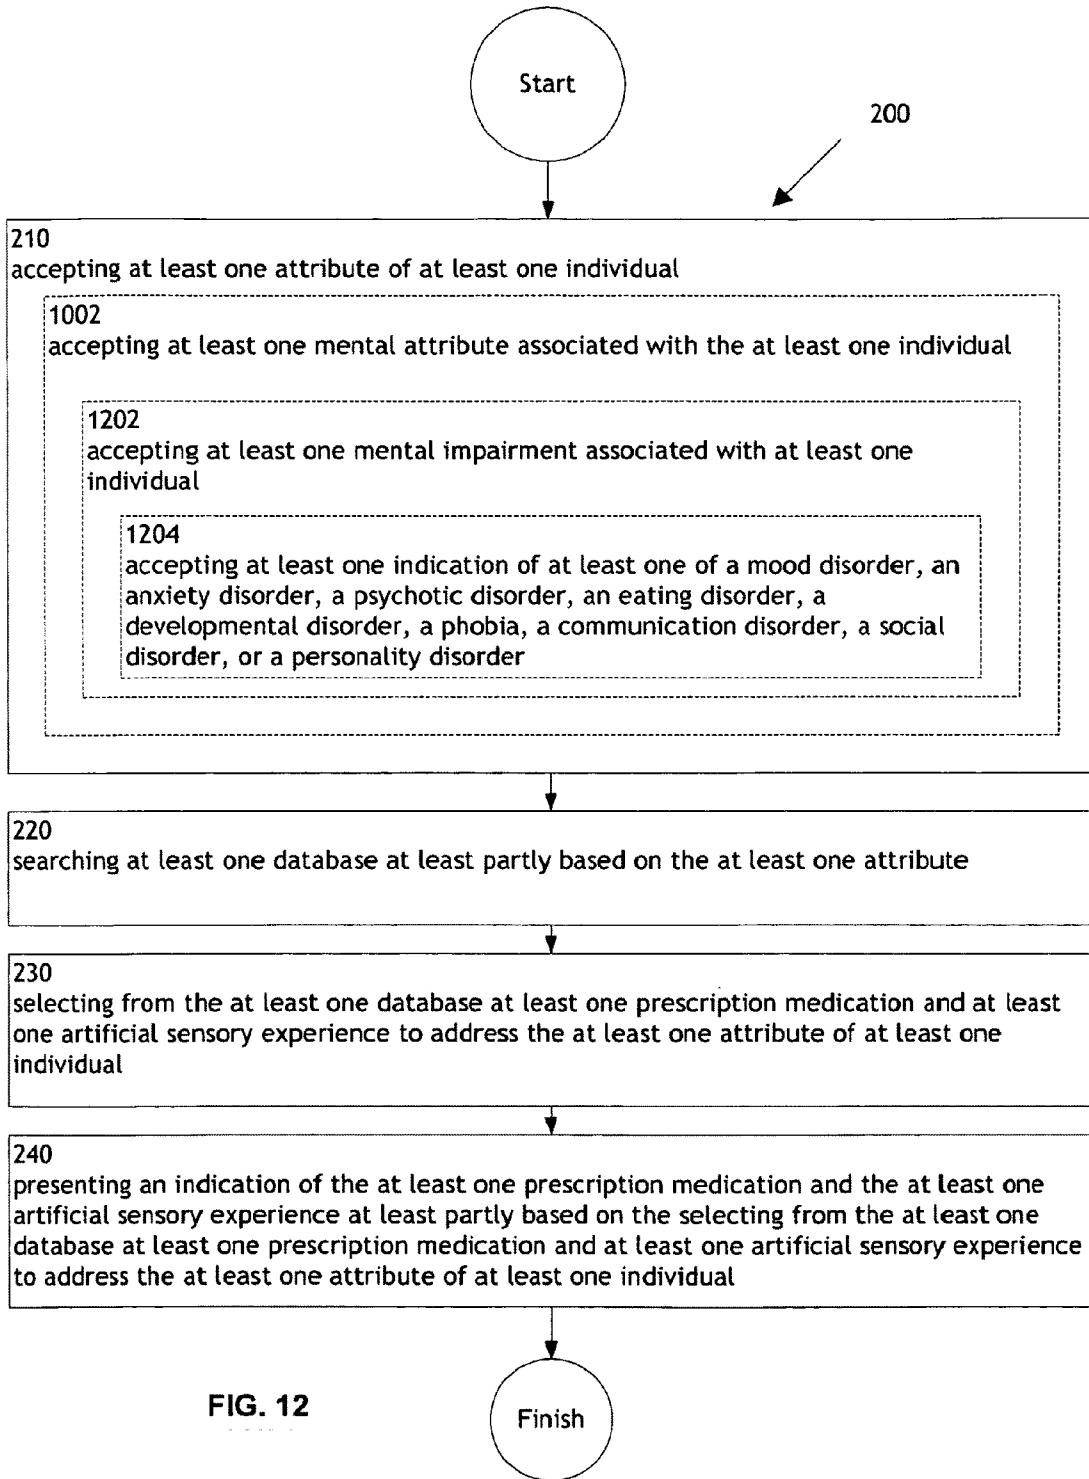 Start
200
210
accepting at least one attribute of at least one individual
1002
accepting at least one mental attribute associated with the at least one individual
1202
accepting at least one mental impairment associated with at least one
individual
1204
accepting at least one indication of at least one of a mood disorder, an
anxiety disorder, a psychotic disorder, an eating disorder, a
developmental disorder, a phobia, a communication disorder, a social
disorder, or a personality disorder
220
searching at least one database at least partly based on the at least one attribute
230
selecting from the at least one database at least one prescription medication and at least
one artificial sensory experience to address the at least one attribute of at least one
individual
240
presenting an indication of the at least one prescription medication and the at least one
artificial sensory experience at least partly based on the selecting from the at least one
database at least one prescription medication and at least one artificial sensory experience
to address the at least one attribute of at least one individual
FIG. 12
Finish